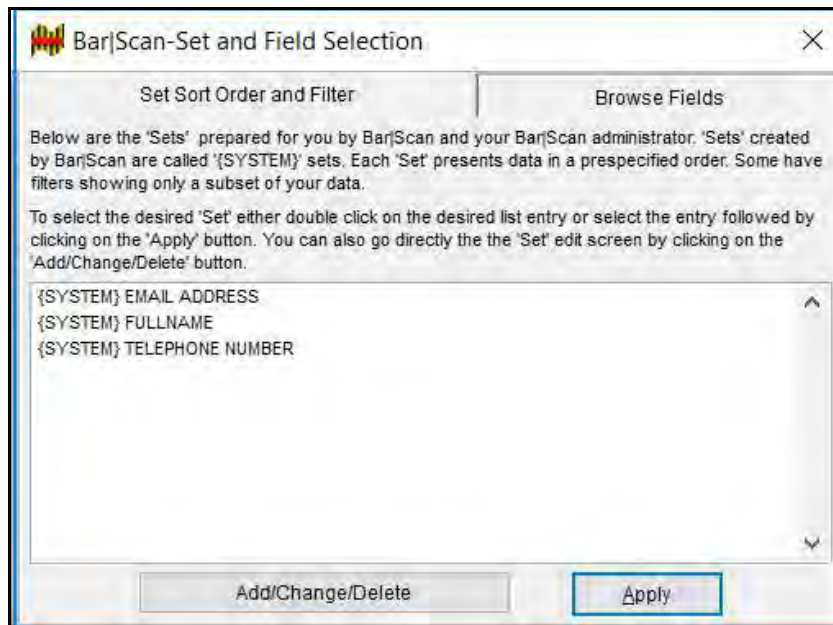 Bar|Scan-Set and Field Selection
Set Sort Order and Filter
Browse Fields
Below are the 'Sets' prepared for you by Bar|Scan and your Bar|Scan administrator. 'Sets' created
by Bar|Scan are called '{SYSTEM}' sets. Each 'Set' presents data in a prespecified order. Some have
filters showing only a subset of your data.
To select the desired 'Set' either double click on the desired list entry or select the entry followed by
clicking on the 'Apply' button. You can also go directly the the 'Set' edit screen by clicking on the
'Add/Change/Delete' button.
{SYSTEM} EMAIL ADDRESS
{SYSTEM} FULLNAME
{SYSTEM} TELEPHONE NUMBER
Add/Change/Delete
Apply